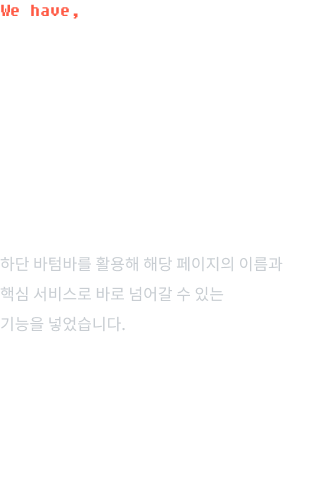 We have,
하단 바텀바를 활용해 해당 페이지의 이름과
핵심 서비스로 바로 넘어갈 수 있는
기능을 넣었습니다.